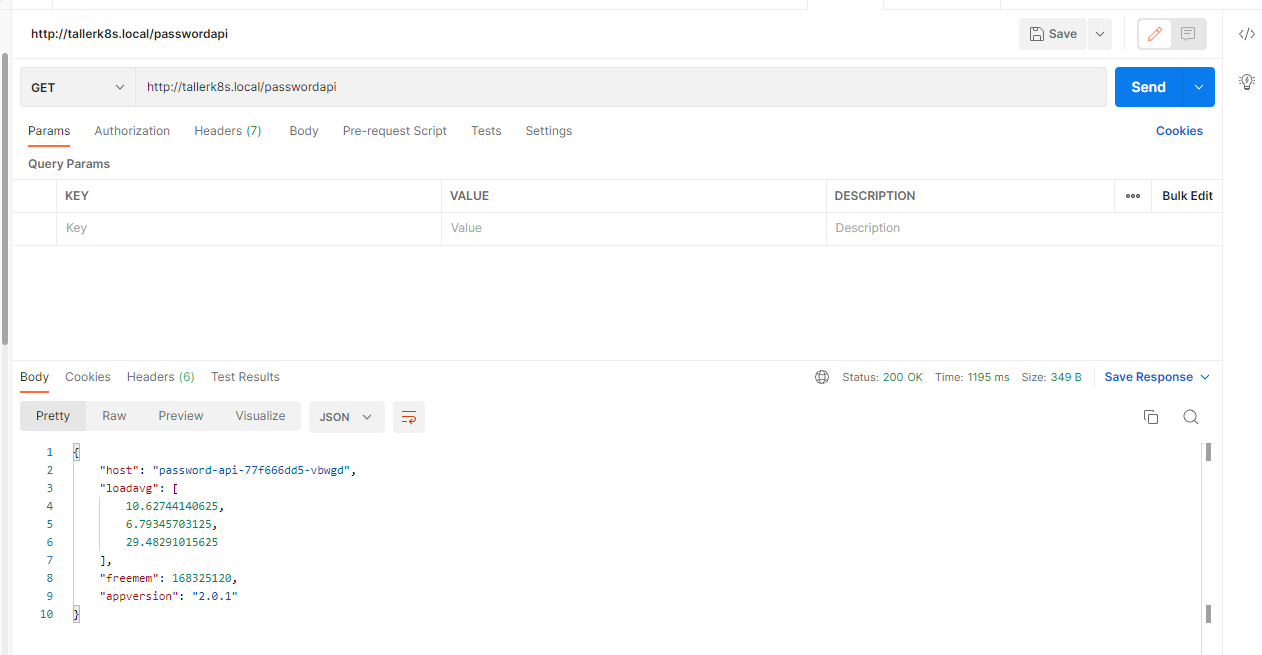 http://tallerk8s.local/passwordapi
Save
GET
http://tallerk8s.local/passwordapi
Send
Params Authorization Headers (7) Body Pre-request Script Tests Settings Cookies
Query Params
KEY VALUE DESCRIPTION Bulk Edit
Key Value Description
Body Cookies Headers (6) Test Results Status: 200 OK Time: 1195 ms Size: 349 B Save Response
Pretty Raw Preview Visualize JSON
1 {
2 "host": "password-api-77f666dd5-vbwgd",
3 "loadavg": [
4 10.62744140625,
5 6.79345703125,
6 29.48291015625
7 ],
8 "freemem": 168325120,
9 "appversion": "2.0.1"
10 }